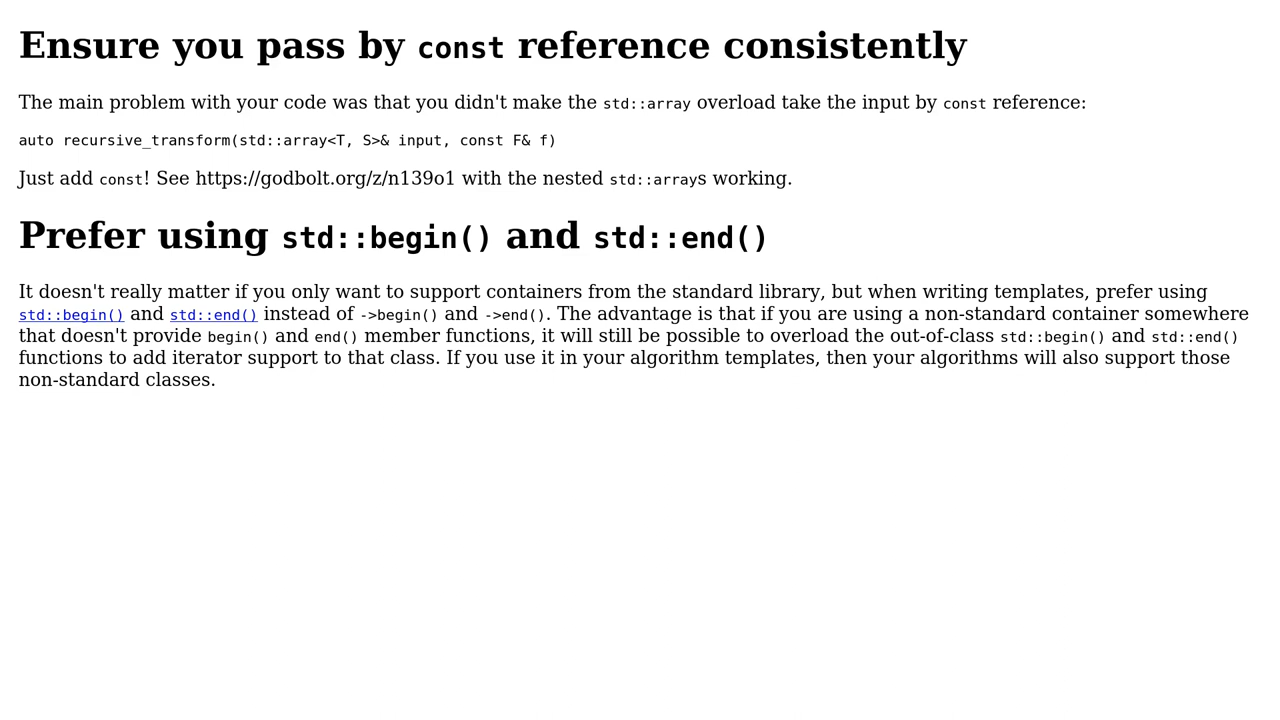 Ensure you pass by const reference consistently
The main problem with your code was that you didn't make the std::array overload take the input by const reference:
auto recursive_transform(std::array<T, S>& input, const F& f)
Just add const! See https://godbolt.org/z/n139o1 with the nested std::arrays working.
Prefer using std::begin() and std::end()
It doesn't really matter if you only want to support containers from the standard library, but when writing templates, prefer using
std::begin() and std::end() instead of ->begin() and ->end(). The advantage is that if you are using a non-standard container somewhere
that doesn't provide begin() and end() member functions, it will still be possible to overload the out-of-class std::begin() and std::end()
functions to add iterator support to that class. If you use it in your algorithm templates, then your algorithms will also support those
non-standard classes.